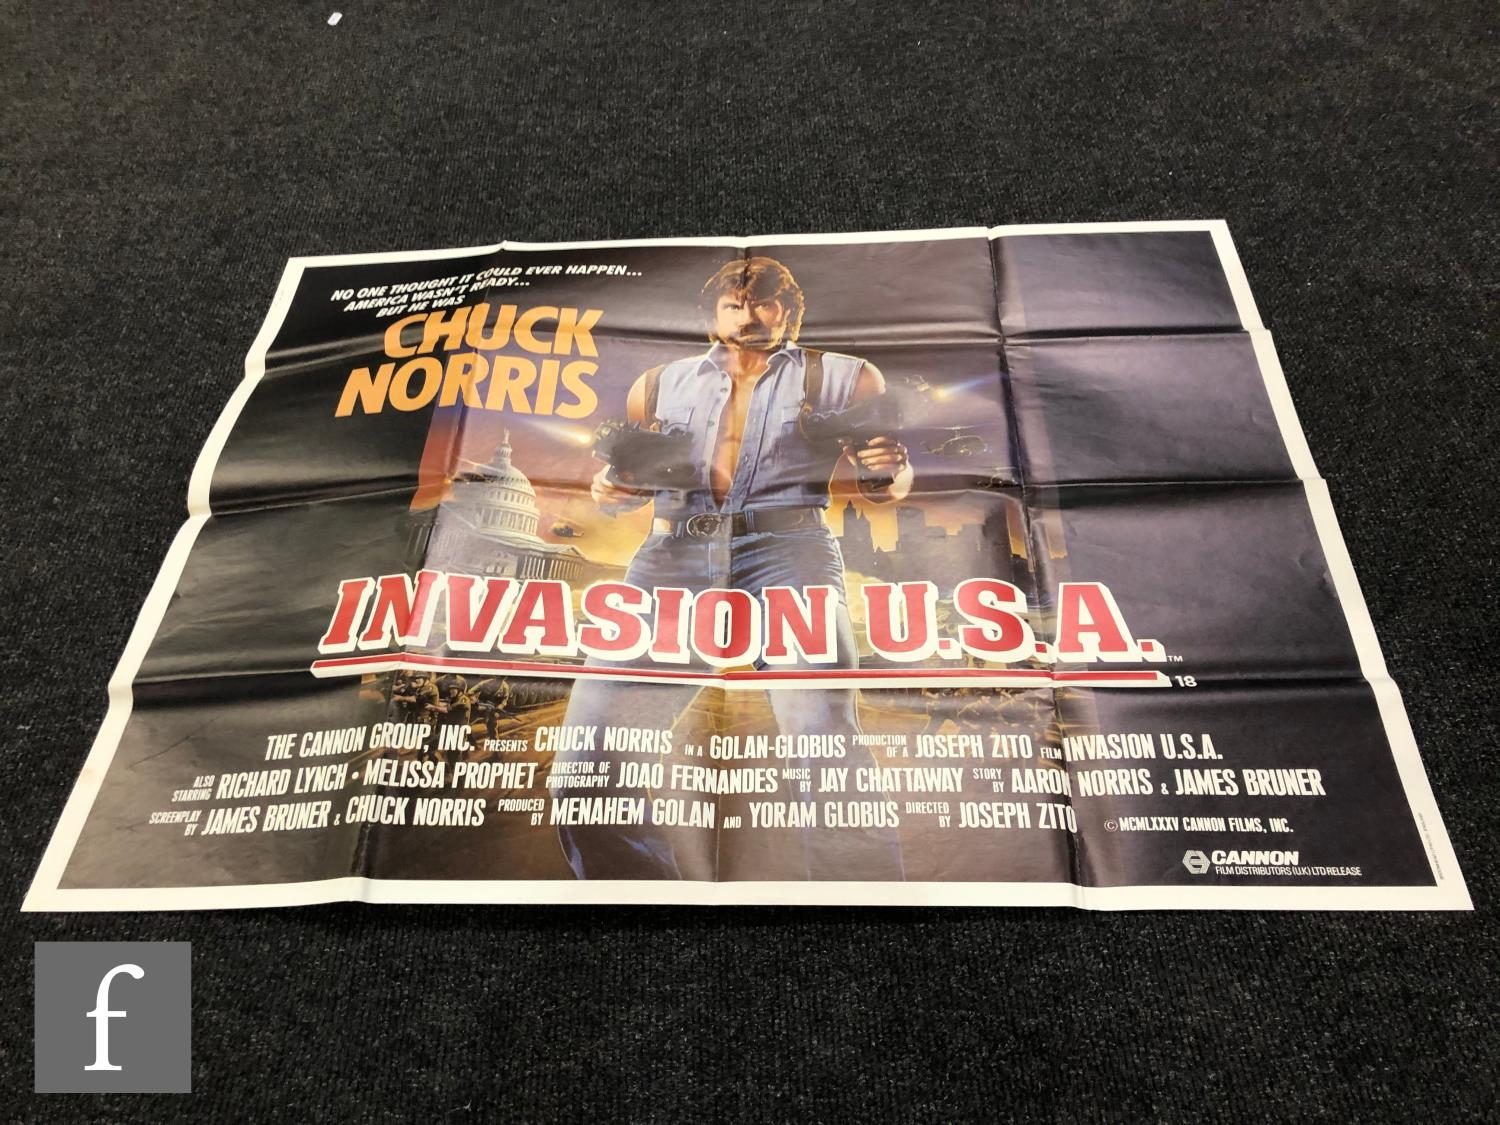 NO ONE THOUGHT IT COULD EVER HAPPEN...
AMERICA WASN'T READY...
BUT HE WAS
CHUCK
NORRIS
INVASION U.S.A.™
18
THE CANNON GROUP, INC. PRESENTS CHUCK NORRIS IN A GOLAN-GLOBUS PRODUCTION OF A JOSEPH ZITO FILM INVASION U.S.A.
ALSO STARRING RICHARD LYNCH • MELISSA PROPHET DIRECTOR OF PHOTOGRAPHY JOAO FERNANDES MUSIC BY JAY CHATTAWAY STORY BY AARON NORRIS & JAMES BRUNER
SCREENPLAY BY JAMES BRUNER & CHUCK NORRIS PRODUCED BY MENAHEM GOLAN AND YORAM GLOBUS DIRECTED BY JOSEPH ZITO © MCMLXXXV CANNON FILMS, INC.
CANNON
FILM DISTRIBUTORS (U.K) LTD RELEASE
f